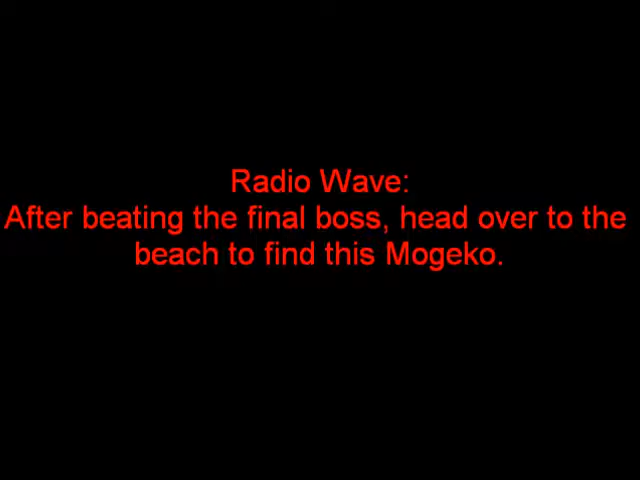 Radio Wave:
After beating the final boss, head over to the
beach to find this Mogeko.